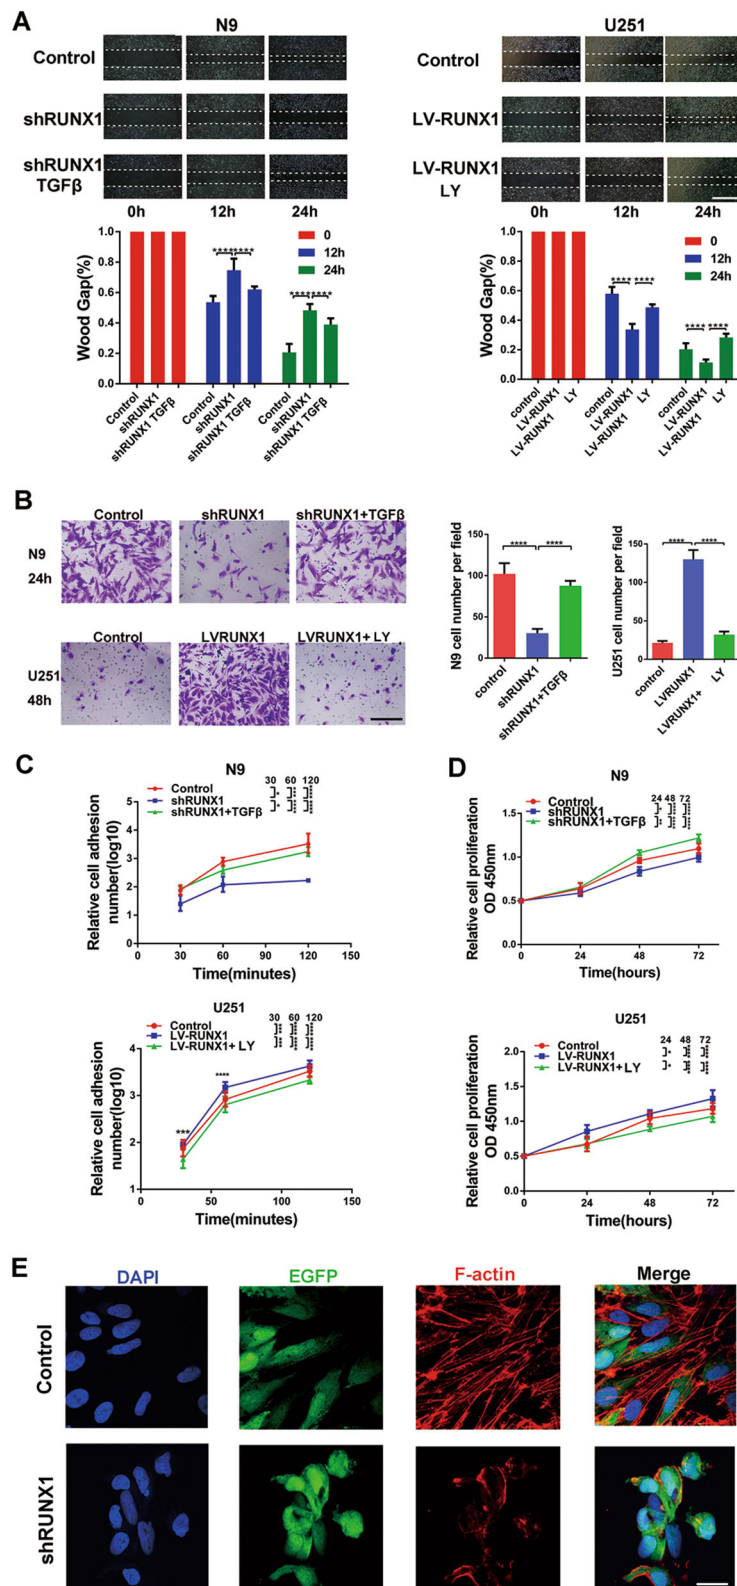 A
N9
U251
Control
shRUNX1
shRUNX1
TGFβ
0h 12h 24h
Control
LV-RUNX1
LV-RUNX1
LY
0h 12h 24h
Wood Gap(%)
1.0
0.8
0.6
0.4
0.2
0.0
0
12h
24h
**** ****
**** ****
Control
shRUNX1
shRUNX1 TGFβ
Control
shRUNX1
shRUNX1 TGFβ
Control
shRUNX1
shRUNX1 TGFβ
Wood Gap(%)
1.0
0.8
0.6
0.4
0.2
0.0
0
12h
24h
**** ****
**** ****
control
LV-RUNX1
LV-RUNX1 LY
control
LV-RUNX1
LV-RUNX1 LY
control
LV-RUNX1
LV-RUNX1 LY
B
Control shRUNX1 shRUNX1+TGFβ
N9
24h
Control LVRUNX1 LVRUNX1+ LY
U251
48h
N9 cell number per field
150
100
50
0
**** ****
control
shRUNX1
shRUNX1+TGFβ
U251 cell number per field
150
100
50
0
**** ****
control
LVRUNX1
LVRUNX1+ LY
C
N9
Control
shRUNX1
shRUNX1+TGFβ
30 60 120
Relative cell adhesion
number(log10)
5
4
3
2
1
0 50 100 150
Time(minutes)
U251
Control
LV-RUNX1
LV-RUNX1+ LY
30 60 120
Relative cell adhesion
number(log10)
4
3
2
1
***
****
0 50 100 150
Time(minutes)
D
N9
Control
shRUNX1
shRUNX1+TGFβ
24 48 72
Relative cell proliferation
OD 450nm
1.5
1.0
0.5
0.0
0 24 48 72
Time(hours)
U251
Control
LV-RUNX1
LV-RUNX1+LY
24 48 72
Relative cell proliferation
OD 450nm
2.0
1.5
1.0
0.5
0.0
0 24 48 72
Time(hours)
E
DAPI EGFP F-actin Merge
Control
shRUNX1